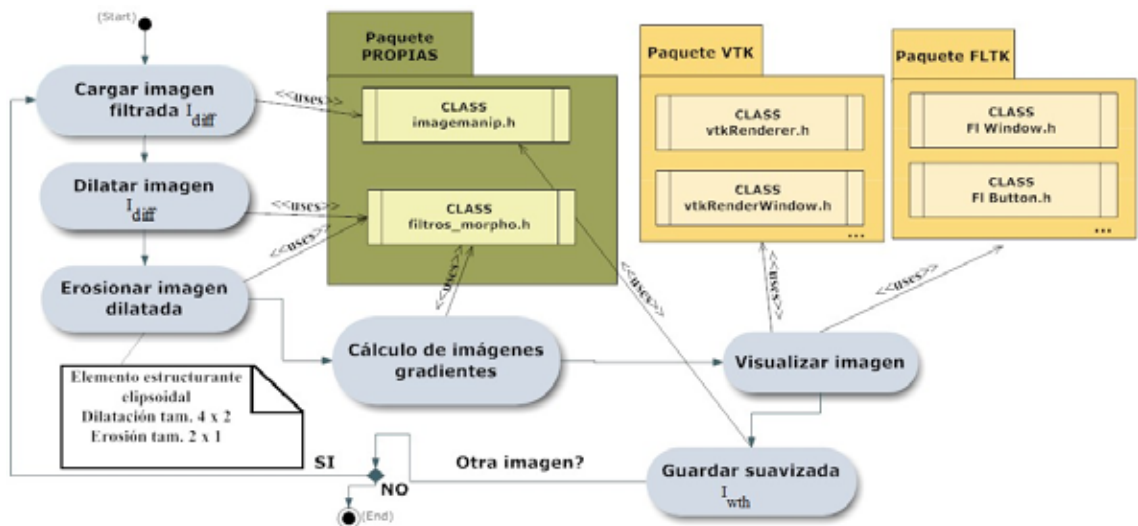 (Start)
Cargar imagen
filtrada I_diff
Dilatar imagen
I_diff
Erosionar imagen
dilatada
Elemento estructurante
elipsoidal
Dilatación tam. 4 x 2
Erosión tam. 2 x 1
<<uses>>
<<uses>>
<<uses>>
Paquete
PROPIAS
CLASS
imagemanip.h
CLASS
filtros_morpho.h
<<uses>>
<<uses>>
Cálculo de imágenes
gradientes
Paquete VTK
CLASS
vtkRenderer.h
CLASS
vtkRenderWindow.h
...
Paquete FLTK
CLASS
Fl Window.h
CLASS
Fl Button.h
...
<<uses>>
<<uses>>
Visualizar imagen
Guardar suavizada
I_wth
Otra imagen?
SI
NO
(End)